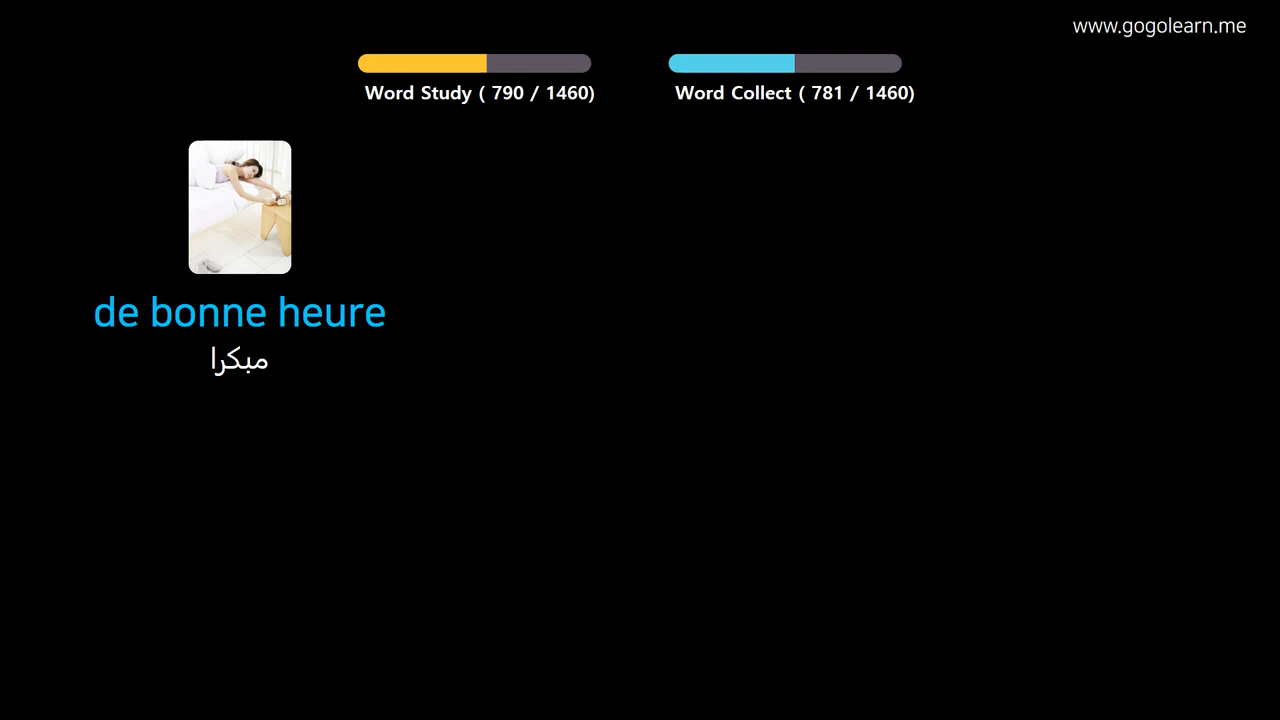 www.gogolearn.me
Word Study ( 790 / 1460)
Word Collect ( 781 / 1460)
de bonne heure
مبكرا